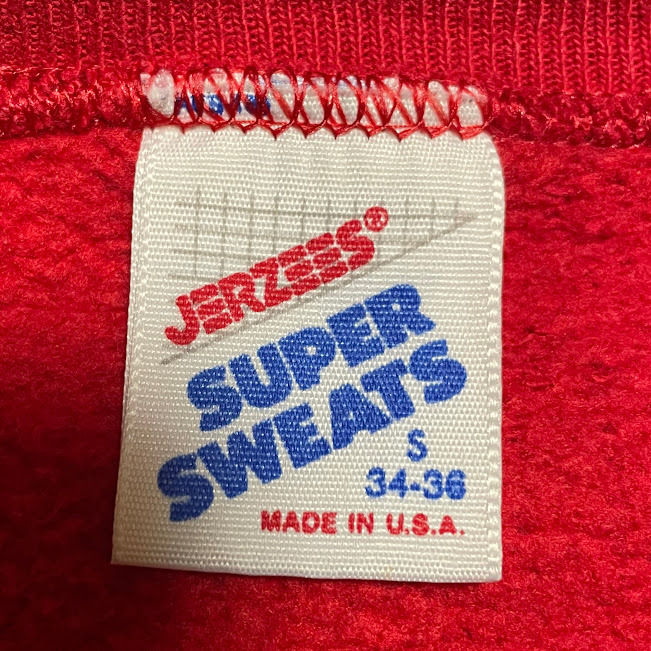 JERZEES®
SUPER
SWEATS
S
34-36
MADE IN U.S.A.